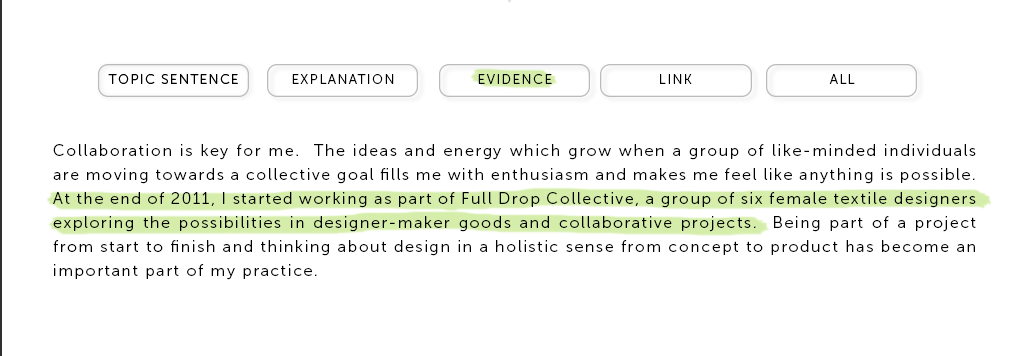 TOPIC SENTENCE EXPLANATION EVIDENCE LINK ALL
Collaboration is key for me. The ideas and energy which grow when a group of like-minded individuals
are moving towards a collective goal fills me with enthusiasm and makes me feel like anything is possible.
At the end of 2011, I started working as part of Full Drop Collective, a group of six female textile designers
exploring the possibilities in designer-maker goods and collaborative projects. Being part of a project
from start to finish and thinking about design in a holistic sense from concept to product has become an
important part of my practice.